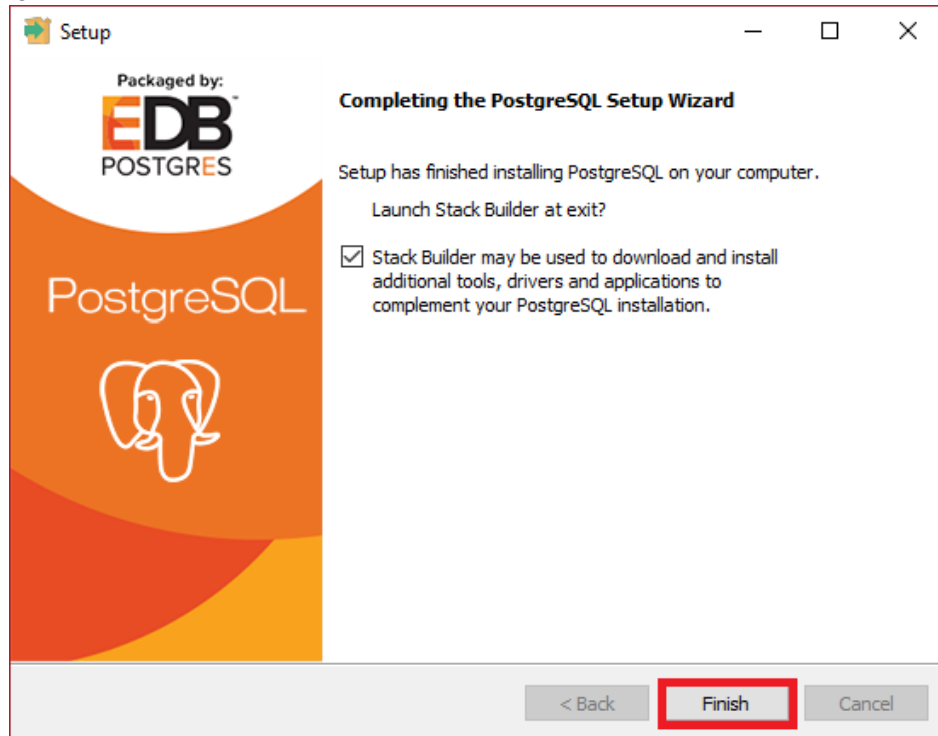 Setup
Packaged by:
EDB™
POSTGRES
PostgreSQL
Completing the PostgreSQL Setup Wizard
Setup has finished installing PostgreSQL on your computer.
Launch Stack Builder at exit?
Stack Builder may be used to download and install
additional tools, drivers and applications to
complement your PostgreSQL installation.
< Back
Finish
Cancel